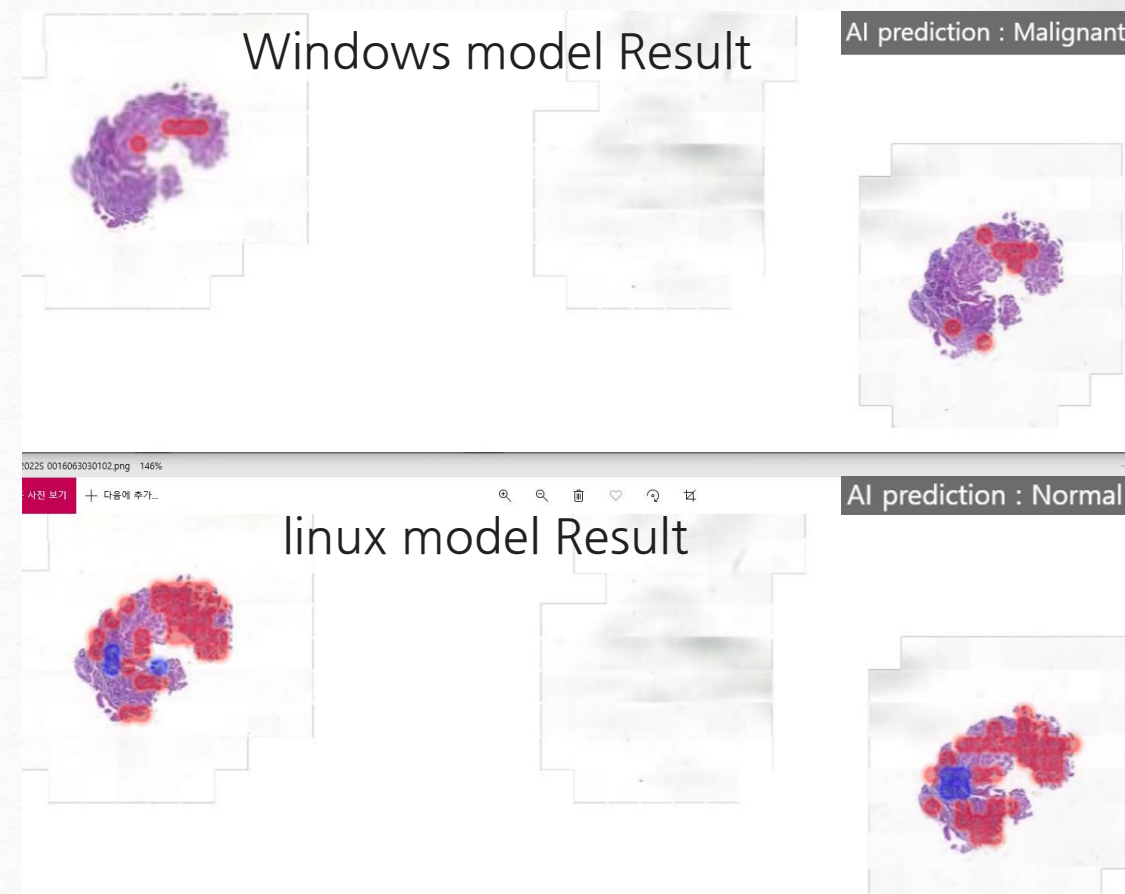 Windows model Result
AI prediction : Malignant
2022S 0016063030102.png 146%
사진 보기
다음에 추가...
AI prediction : Normal
linux model Result